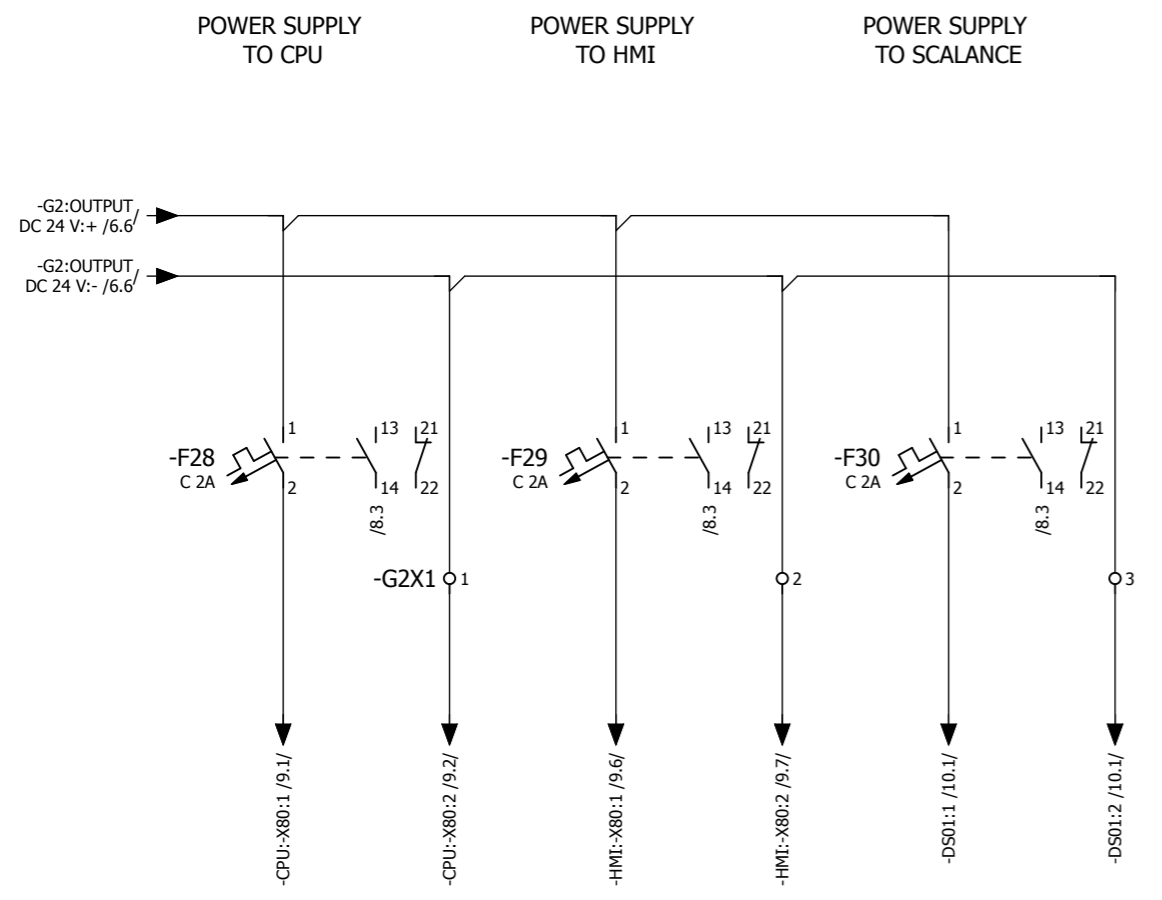 POWER SUPPLY
TO CPU
POWER SUPPLY
TO HMI
POWER SUPPLY
TO SCALANCE
-G2:OUTPUT
DC 24 V:+ /6.6/
-G2:OUTPUT
DC 24 V:- /6.6/
-F28
C 2A
1
2
13
14
21
22
/8.3
-F29
C 2A
1
2
13
14
21
22
/8.3
-F30
C 2A
1
2
13
14
21
22
/8.3
-G2X1
1
2
3
-CPU:-X80:1 /9.1/
-CPU:-X80:2 /9.2/
-HMI:-X80:1 /9.6/
-HMI:-X80:2 /9.7/
-DS01:1 /10.1/
-DS01:2 /10.1/